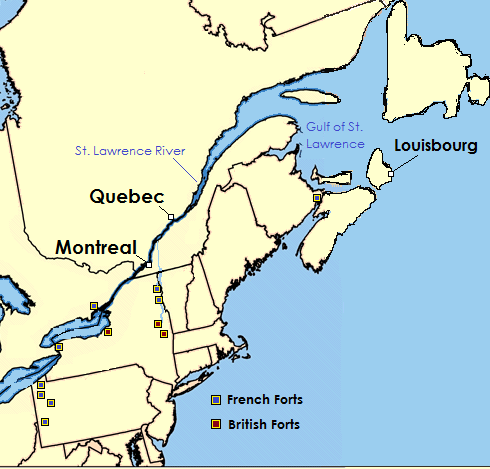 Gulf of St.
Lawrence
Louisbourg
St. Lawrence River
Quebec
Montreal
French Forts
British Forts